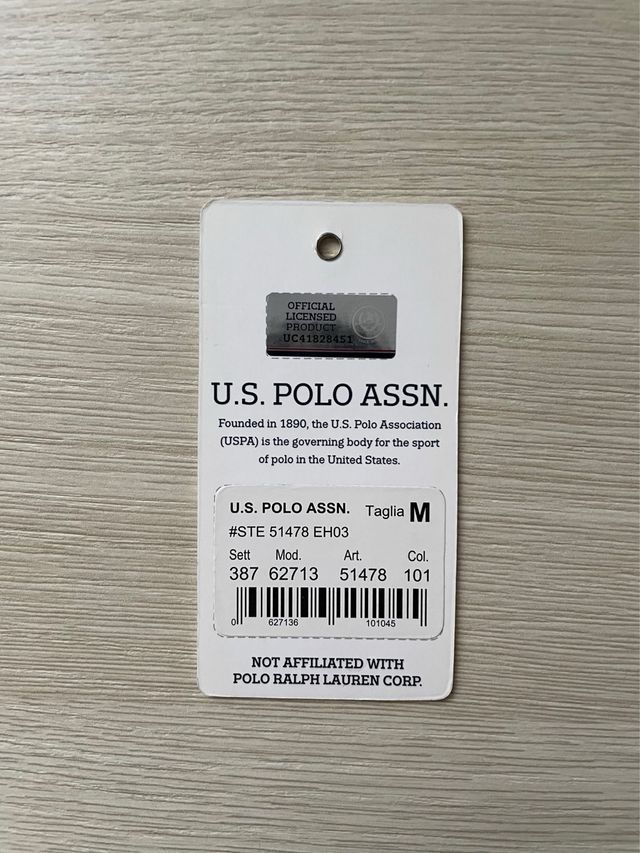 OFFICIAL
LICENSED
PRODUCT
UC41828451
U.S. POLO ASSN.
Founded in 1890, the U.S. Polo Association
(USPA) is the governing body for the sport
of polo in the United States.
U.S. POLO ASSN. Taglia M
#STE 51478 EH03
Sett Mod. Art. Col.
387 62713 51478 101
0 627136 101045
NOT AFFILIATED WITH
POLO RALPH LAUREN CORP.